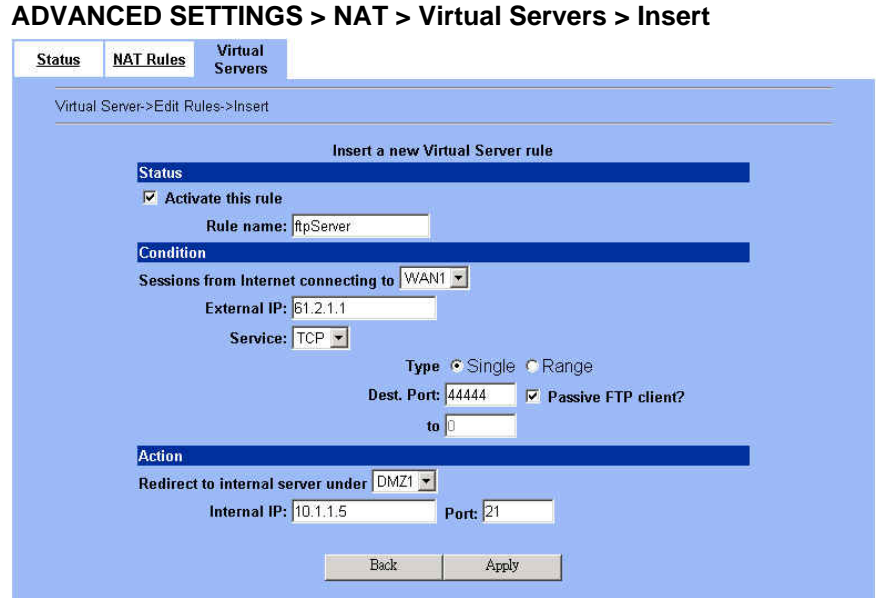 ADVANCED SETTINGS > NAT > Virtual Servers > Insert
Status NAT Rules Virtual Servers
Virtual Server->Edit Rules->Insert
Insert a new Virtual Server rule
Status
Activate this rule
Rule name: ftpServer
Condition
Sessions from Internet connecting to WAN1
External IP: 61.2.1.1
Service: TCP
Type Single Range
Dest. Port: 44444 Passive FTP client?
to 0
Action
Redirect to internal server under DMZ1
Internal IP: 10.1.1.5 Port: 21
Back Apply